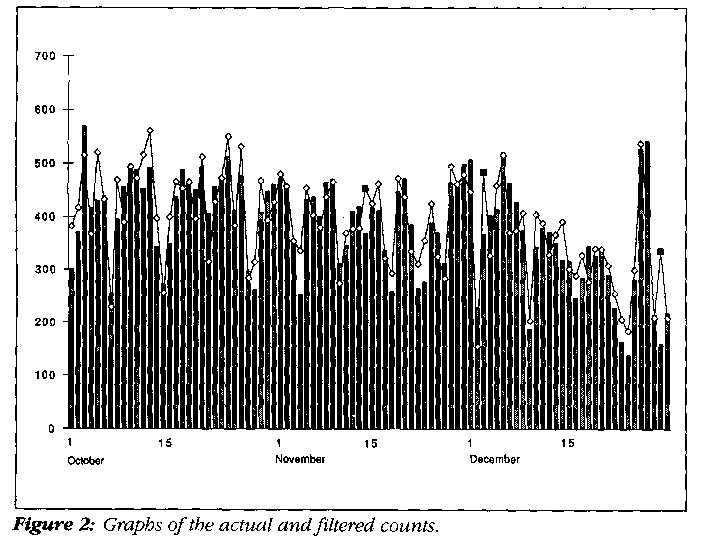 700
600
500
400
300
200
100
0
1 15 1 15 1 15
October November December
Figure 2: Graphs of the actual and filtered counts.